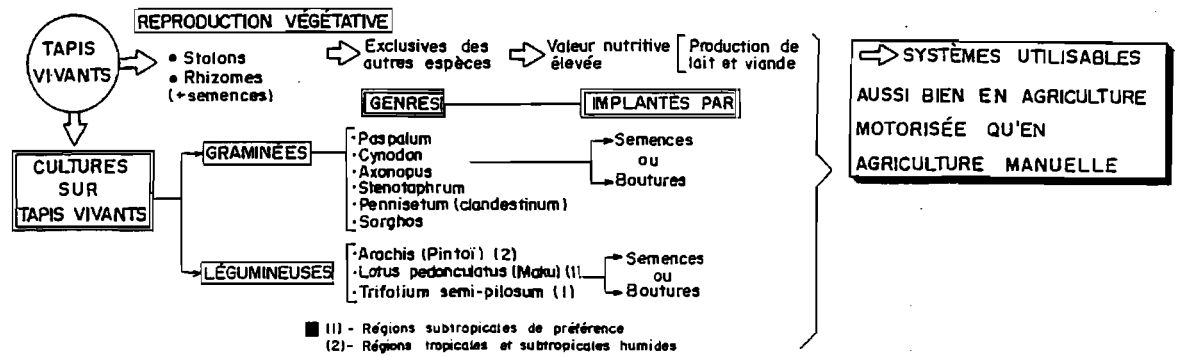 REPRODUCTION VÉGÉTATIVE
TAPIS
VIVANTS
• Stolons
• Rhizomes
(+semences)
Exclusives des
autres espèces
Valeur nutritive
élevée
Production de
lait et viande
GENRES
IMPLANTÉS PAR
CULTURES
SUR
TAPIS VIVANTS
GRAMINÉES
• Paspalum
• Cynodon
• Axonopus
• Stenotaphrum
• Pennisetum (clandestinum)
• Sorghos
Semences
ou
Boutures
LÉGUMINEUSES
• Arachis (Pintoï) (2)
• Lotus pedonculatus (Maku) (1)
• Trifolium semi-pilosum (1)
Semences
ou
Boutures
(1) - Régions subtropicales de préférence
(2) - Régions tropicales et subtropicales humides
SYSTÈMES UTILISABLES
AUSSI BIEN EN AGRICULTURE
MOTORISÉE QU'EN
AGRICULTURE MANUELLE